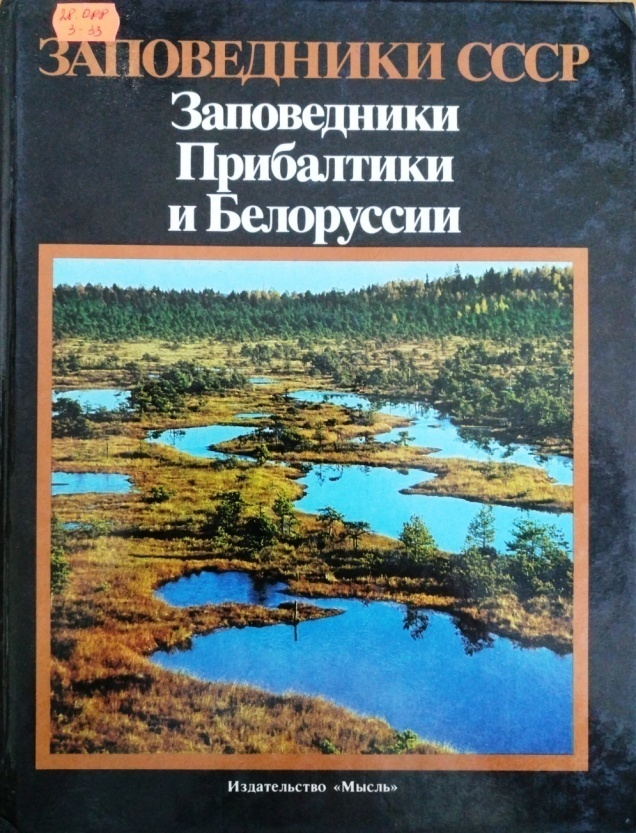 28.088
З-33
ЗАПОВЕДНИКИ СССР
Заповедники
Прибалтики
и Белоруссии
Издательство «Мысль»